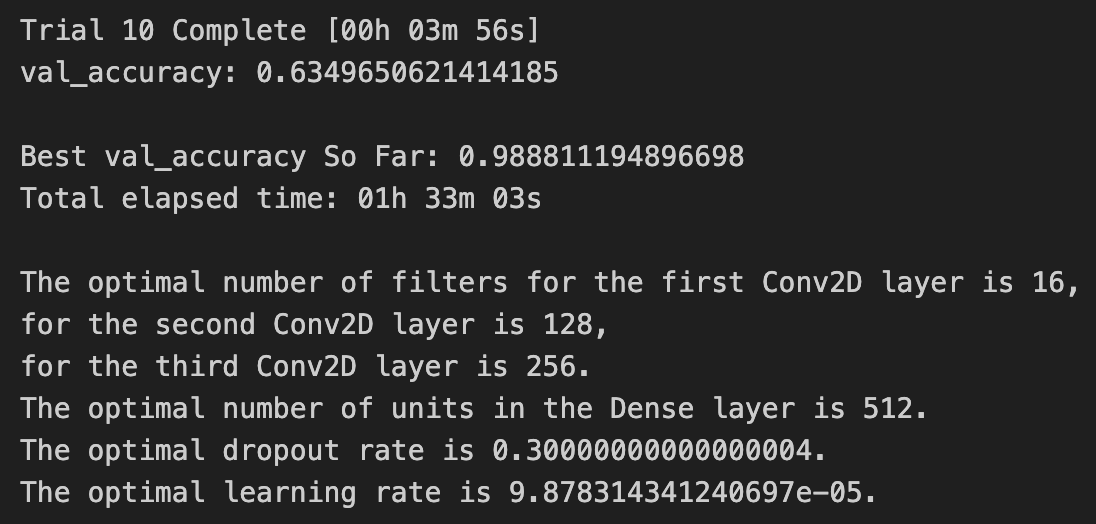 Trial 10 Complete [00h 03m 56s]
val_accuracy: 0.6349650621414185
Best val_accuracy So Far: 0.988811194896698
Total elapsed time: 01h 33m 03s
The optimal number of filters for the first Conv2D layer is 16,
for the second Conv2D layer is 128,
for the third Conv2D layer is 256.
The optimal number of units in the Dense layer is 512.
The optimal dropout rate is 0.30000000000000004.
The optimal learning rate is 9.878314341240697e-05.